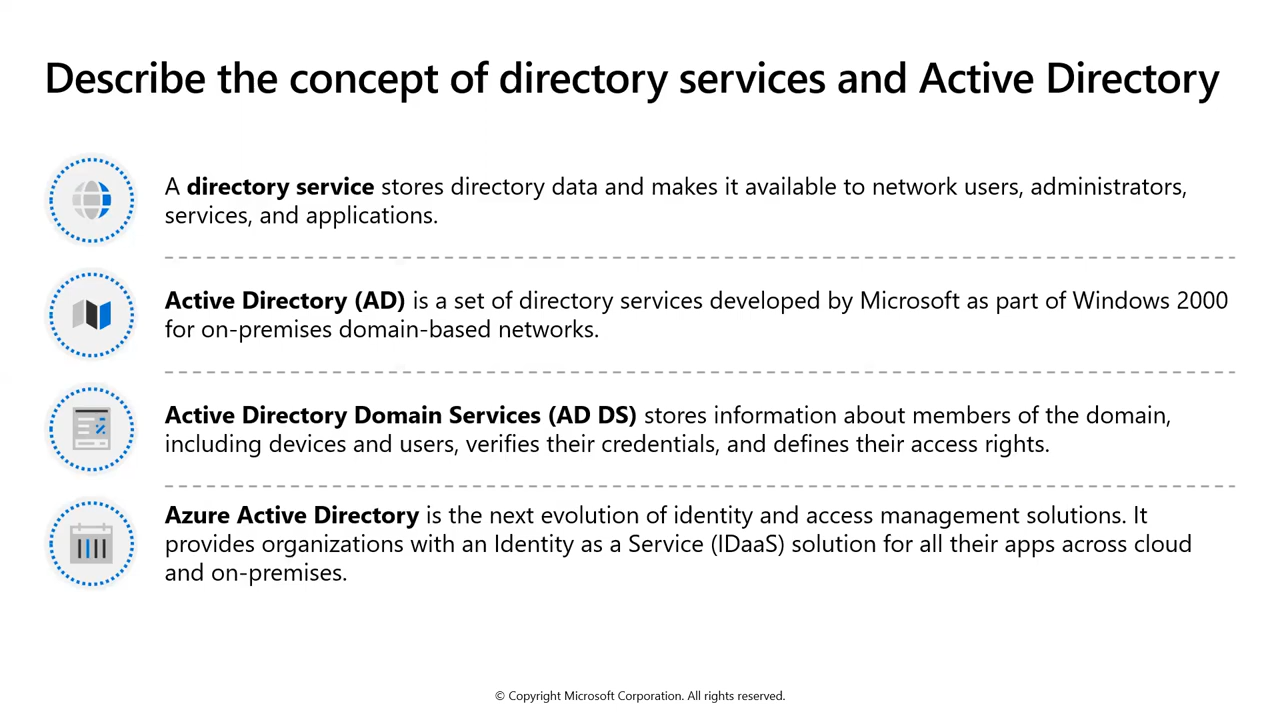 Describe the concept of directory services and Active Directory
A directory service stores directory data and makes it available to network users, administrators,
services, and applications.
Active Directory (AD) is a set of directory services developed by Microsoft as part of Windows 2000
for on-premises domain-based networks.
Active Directory Domain Services (AD DS) stores information about members of the domain,
including devices and users, verifies their credentials, and defines their access rights.
Azure Active Directory is the next evolution of identity and access management solutions. It
provides organizations with an Identity as a Service (IDaaS) solution for all their apps across cloud
and on-premises.
© Copyright Microsoft Corporation. All rights reserved.